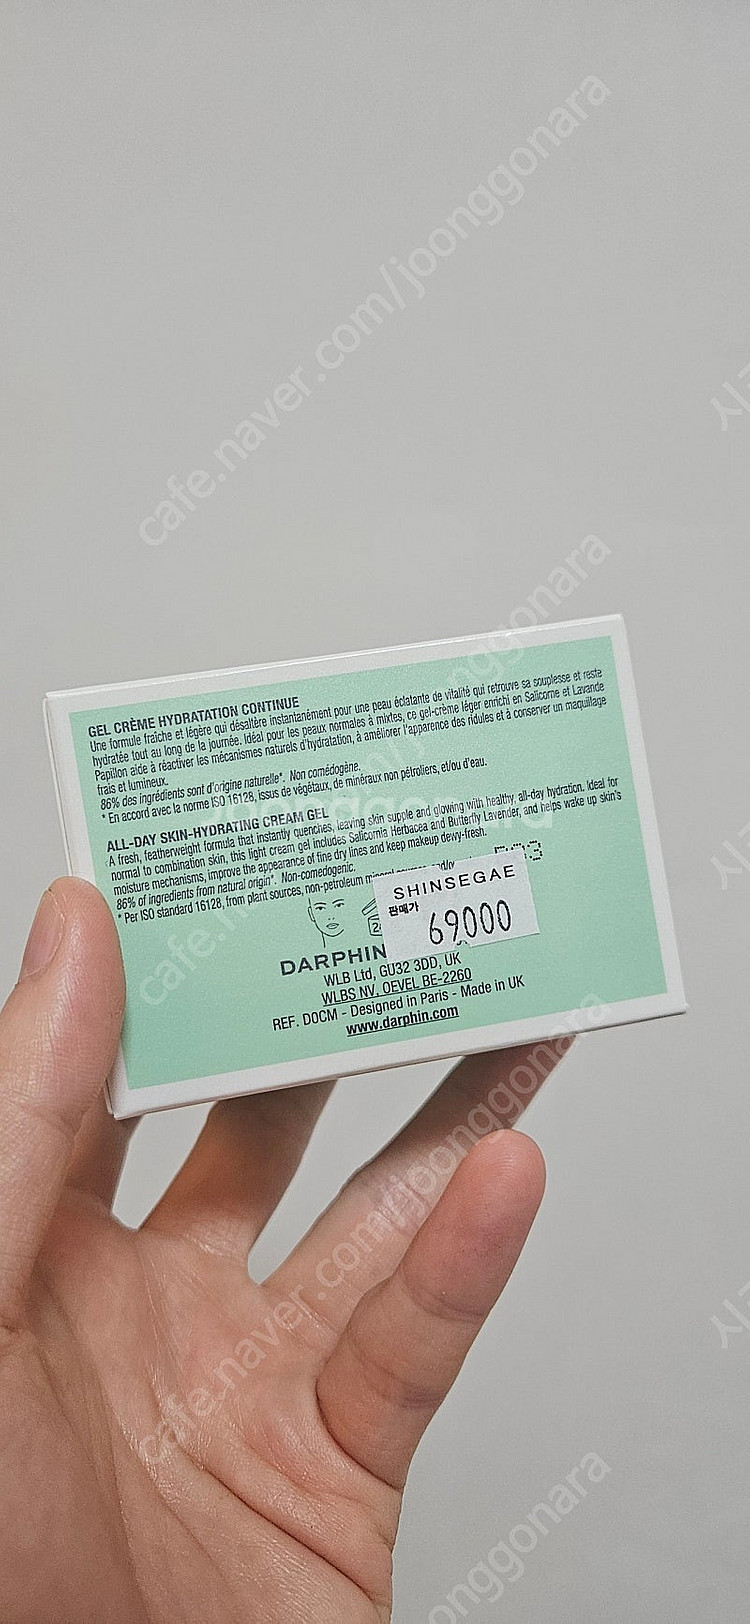 GEL CRÈME HYDRATATION CONTINUE
Une formule fraîche et légère qui désaltère instantanément pour une peau éclatante de vitalité qui retrouve sa souplesse et reste
hydratée tout au long de la journée. Idéal pour les peaux normales à mixtes, ce gel-crème léger enrichi en Salicorne et Lavande
Papillon aide à réactiver les mécanismes naturels d'hydratation, à améliorer l'apparence des ridules et à conserver un maquillage
frais et lumineux.
86% des ingrédients sont d'origine naturelle*. Non comédogène.
* En accord avec la norme ISO 16128, issus de végétaux, de minéraux non pétroliers, et/ou d'eau.
ALL-DAY SKIN-HYDRATING CREAM GEL
A fresh, featherweight formula that instantly quenches, leaving skin supple and glowing with healthy, all-day hydration. Ideal for
normal to combination skin, this light cream gel includes Salicornia Herbacea and Butterfly Lavender, and helps wake up skin's
moisture mechanisms, improve the appearance of fine dry lines and keep makeup dewy-fresh.
86% of ingredients from natural origin*. Non-comedogenic.
* Per ISO standard 16128, from plant sources, non-petroleum mineral
SHINSEGAE
판매가
69000
DARPHIN
WLB Ltd, GU32 3DD, UK
WLBS NV, OEVEL BE-2260
REF. D0CM - Designed in Paris - Made in UK
www.darphin.com
cafe.naver.com/joonggonara
cafe.naver.com/joonggonara
cafe.naver.com/joonggonara